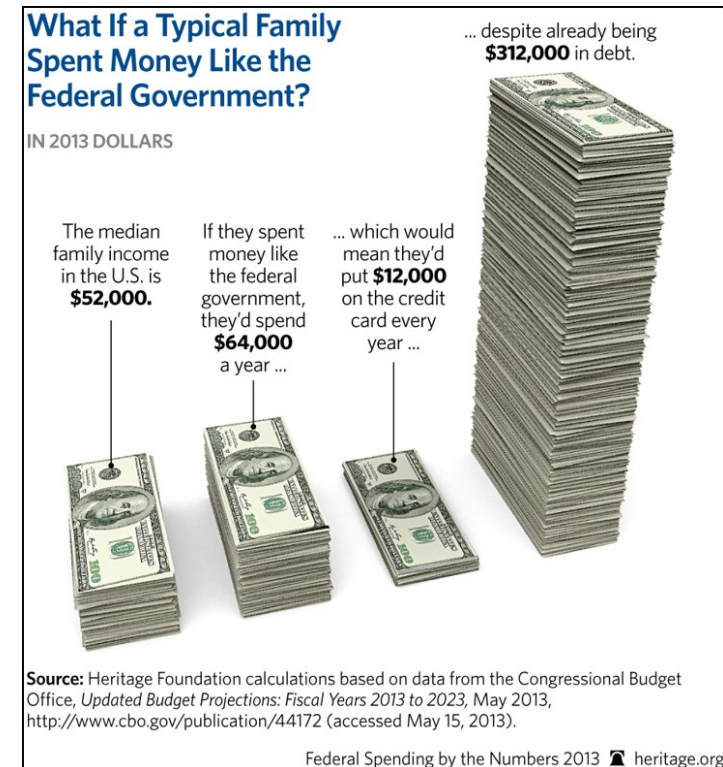 What If a Typical Family
Spent Money Like the
Federal Government?
IN 2013 DOLLARS
The median
family income
in the U.S. is
$52,000.
If they spent
money like
the federal
government,
they'd spend
$64,000
a year ...
... which would
mean they'd
put $12,000
on the credit
card every
year ...
... despite already being
$312,000 in debt.
Source: Heritage Foundation calculations based on data from the Congressional Budget
Office, Updated Budget Projections: Fiscal Years 2013 to 2023, May 2013,
http://www.cbo.gov/publication/44172 (accessed May 15, 2013).
Federal Spending by the Numbers 2013 heritage.org